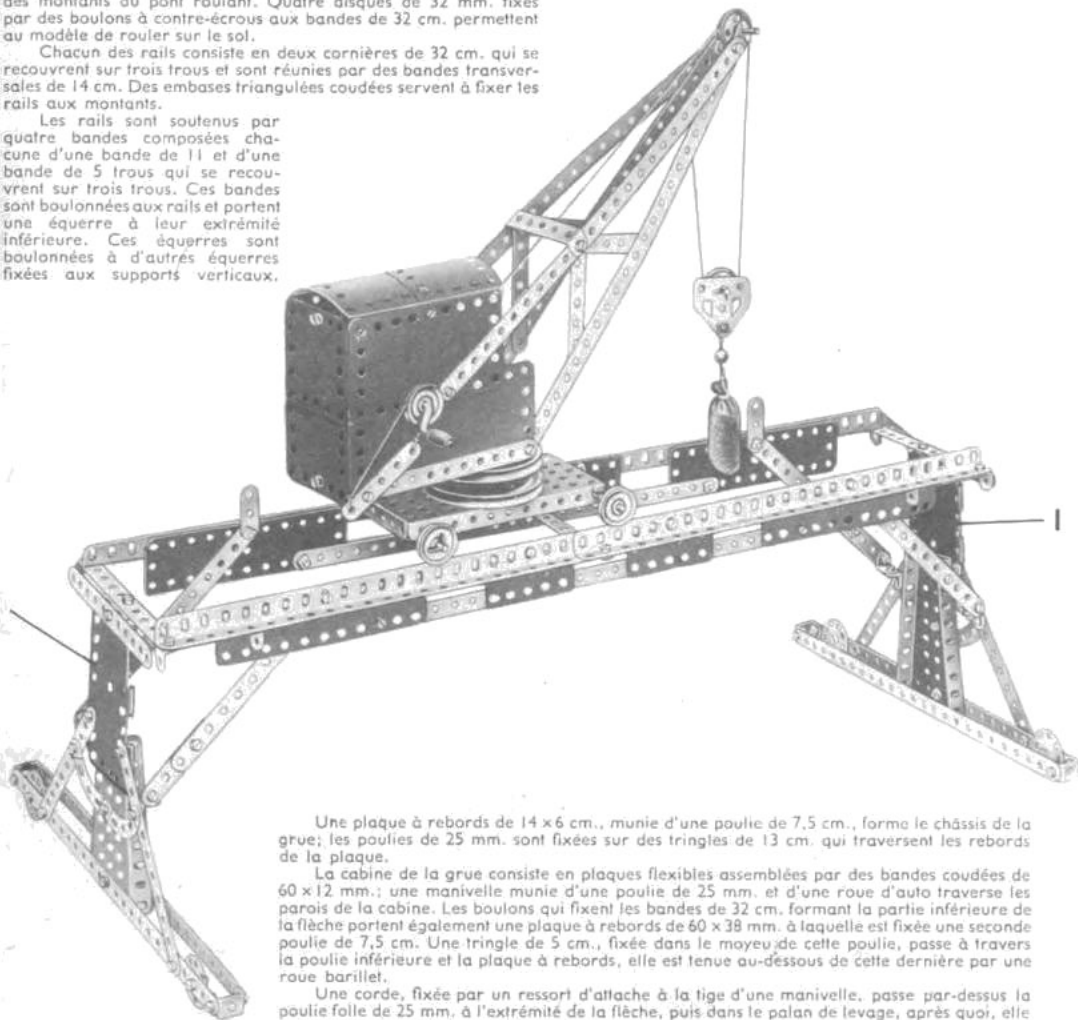 des montants du pont roulant. Quatre disques de 32 mm. fixés
par des boulons à contre-écrous aux bandes de 32 cm. permettent
au modèle de rouler sur le sol.
Chacun des rails consiste en deux cornières de 32 cm. qui se
recouvrent sur trois trous et sont réunies par des bandes transver-
sales de 14 cm. Des embases triangulées coudées servent à fixer les
rails aux montants.
Les rails sont soutenus par
quatre bandes composées cha-
cune d'une bande de 11 et d'une
bande de 5 trous qui se recou-
vrent sur trois trous. Ces bandes
sont boulonnées aux rails et portent
une équerre à leur extrémité
inférieure. Ces équerres sont
boulonnées à d'autres équerres
fixées aux supports verticaux.
1
Une plaque à rebords de 14 x 6 cm., munie d'une poulie de 7,5 cm., forme le châssis de la
grue; les poulies de 25 mm. sont fixées sur des tringles de 13 cm. qui traversent les rebords
de la plaque.
La cabine de la grue consiste en plaques flexibles assemblées par des bandes coudées de
60 x 12 mm.; une manivelle munie d'une poulie de 25 mm. et d'une roue d'auto traverse les
parois de la cabine. Les boulons qui fixent les bandes de 32 cm. formant la partie inférieure de
la flèche portent également une plaque à rebords de 60 x 38 mm. à laquelle est fixée une seconde
poulie de 7,5 cm. Une tringle de 5 cm., fixée dans le moyeu de cette poulie, passe à travers
la poulie inférieure et la plaque à rebords, elle est tenue au-dessous de cette dernière par une
roue barillet.
Une corde, fixée par un ressort d'attache à la tige d'une manivelle, passe par-dessus la
poulie folle de 25 mm. à l'extrémité de la flèche, puis dans le palan de levage, après quoi, elle